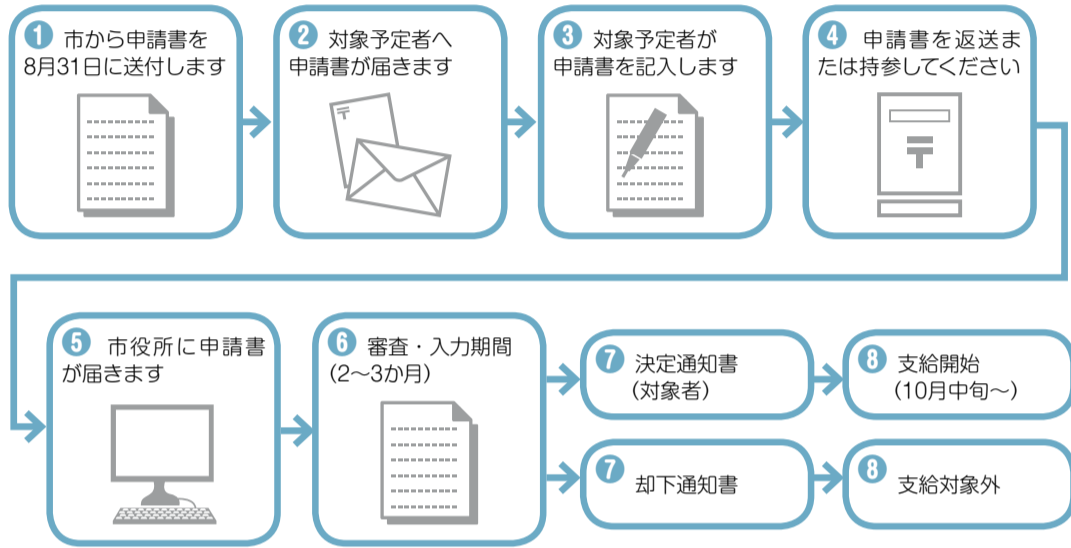 ① 市から申請書を
8月31日に送付します
② 対象予定者へ
申請書が届きます
〒
③ 対象予定者が
申請書を記入します
④ 申請書を返送ま
たは持参してください
〒
⑤ 市役所に申請書
が届きます
⑥ 審査・入力期間
(2〜3か月)
⑦ 決定通知書
(対象者)
⑧ 支給開始
(10月中旬〜)
⑦ 却下通知書
⑧ 支給対象外